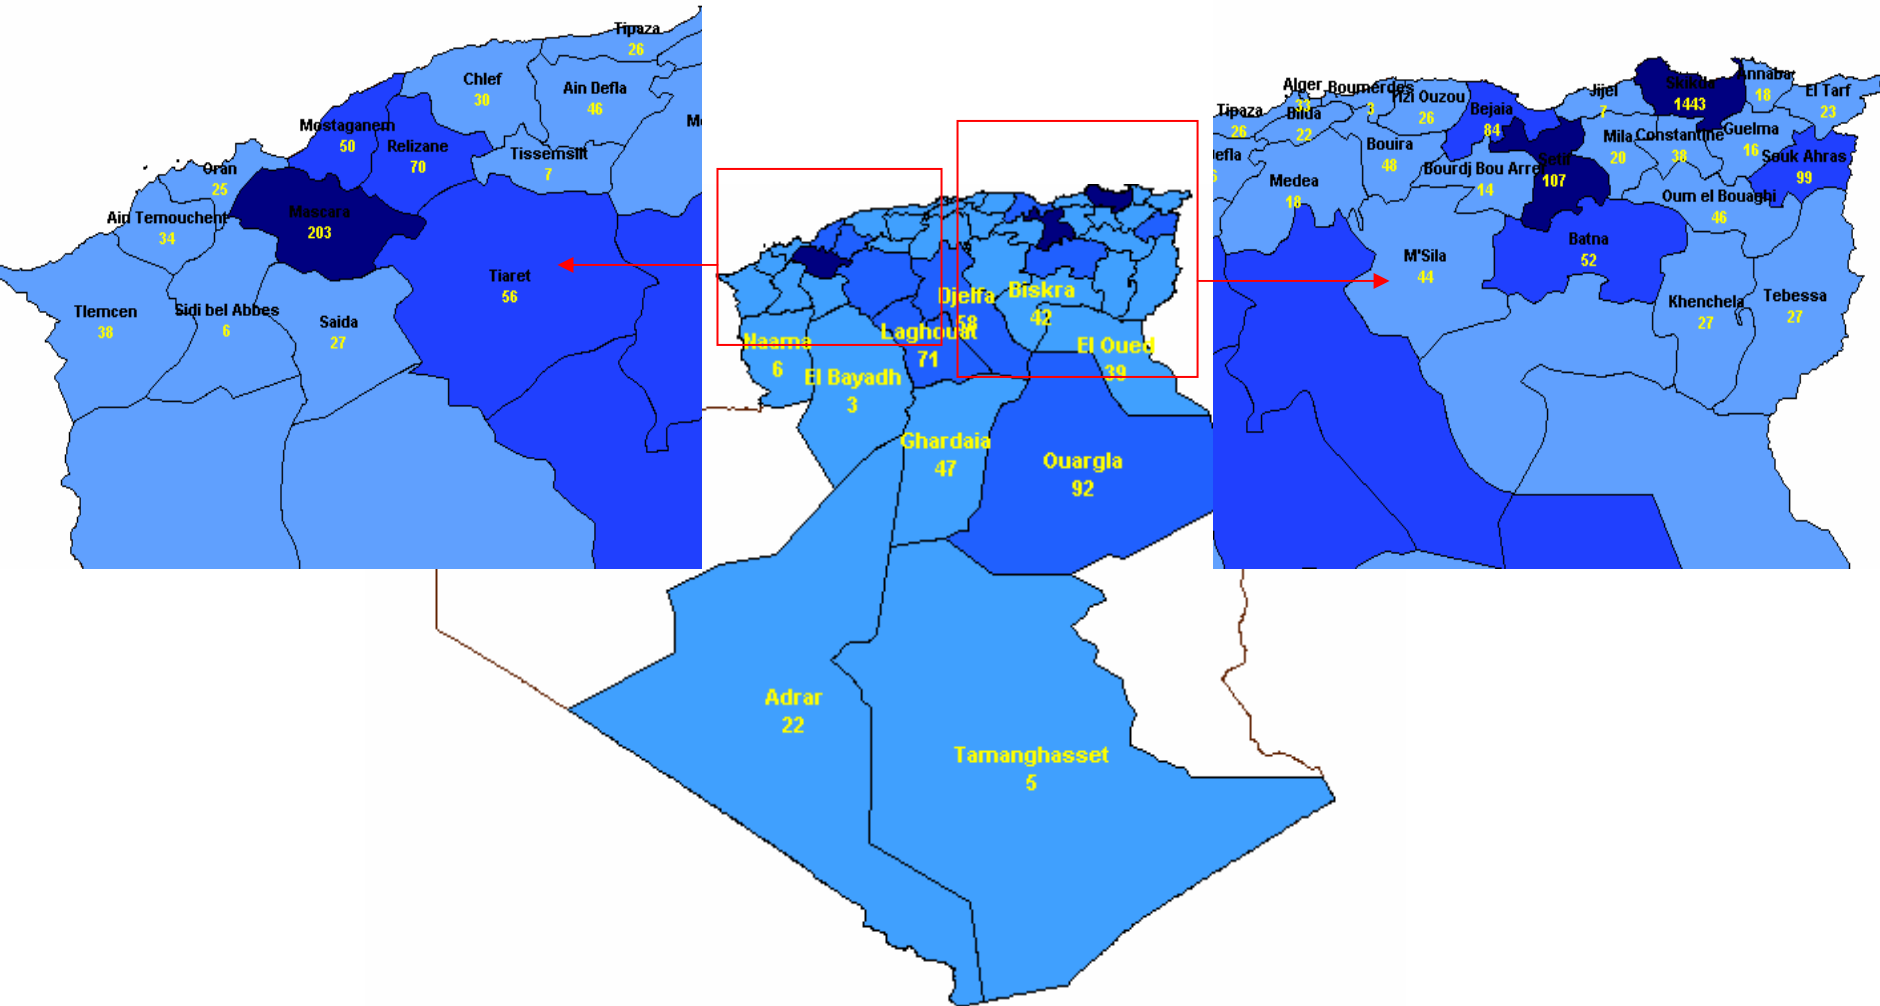 Tipaza
26
Chlef
30
Ain Defla
46
Mostaganem
50
Relizane
70
Tissemsilt
7
Oran
25
Mascara
203
Ain Temouchent
34
Tiaret
56
Tlemcen
38
Sidi bel Abbes
6
Saida
27
M
Djelfa
58
Biskra
42
Laghouat
71
Naama
6
El Oued
39
El Bayadh
3
Ghardaia
47
Ouargla
92
Adrar
22
Tamanghasset
5
Alger
33
Boumerdes
3
Tizi Ouzou
26
Bejaia
84
Jijel
7
Skikda
1443
Annaba
18
El Tarf
23
Tipaza
26
Blida
22
Bouira
48
Setif
107
Mila
20
Constantine
38
Guelma
16
Souk Ahras
99
efla
6
Medea
18
Bourdj Bou Arre
14
Oum el Bouaghi
46
M'Sila
44
Batna
52
Khenchela
27
Tebessa
27